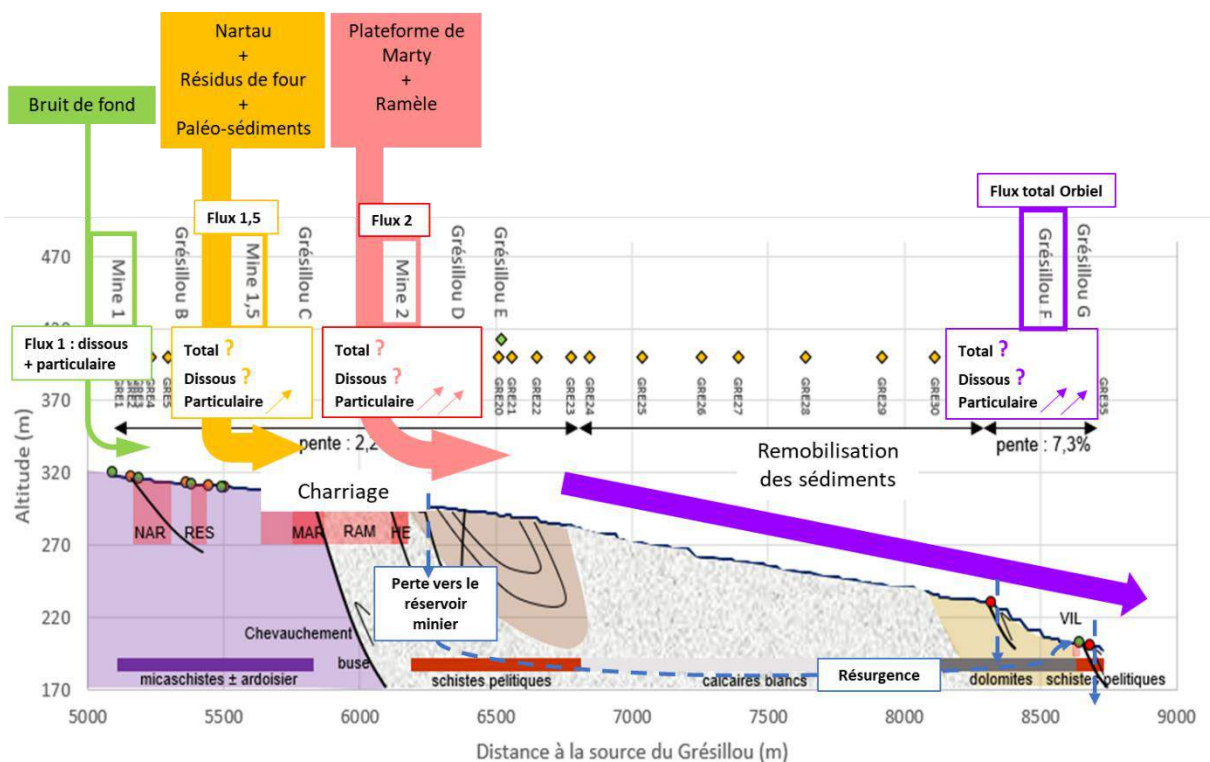 Nartau
+
Résidus de four
+
Paléo-sédiments
Plateforme de
Marty
+
Ramèle
Bruit de fond
Flux 1,5
Flux 2
Flux total Orbiel
470
Mine 1
Grésillou B
Mine 1,5
Grésillou C
Mine 2
Grésillou D
Grésillou E
Grésillou F
Grésillou G
Flux 1 : dissous
+ particulaire
Total ?
Dissous ?
Particulaire
Total ?
Dissous ?
Particulaire
Total ?
Dissous ?
Particulaire
GRE1
GRE2
GRE3
GRE4
GRE5
GRE20
GRE21
GRE22
GRE23
GRE24
GRE25
GRE26
GRE27
GRE28
GRE29
GRE30
GRE35
370
pente : 2,2
Remobilisation
des sédiments
pente : 7,3%
Altitude (m)
320
Charriage
NAR
RES
MAR
RAM
HE
270
Perte vers le
réservoir
minier
220
Chevauchement
VIL
buse
Résurgence
170
micaschistes ± ardoisier
schistes pelitiques
calcaires blancs
dolomites
schistes pelitiques
5000
5500
6000
6500
7000
7500
8000
8500
9000
Distance à la source du Grésillou (m)